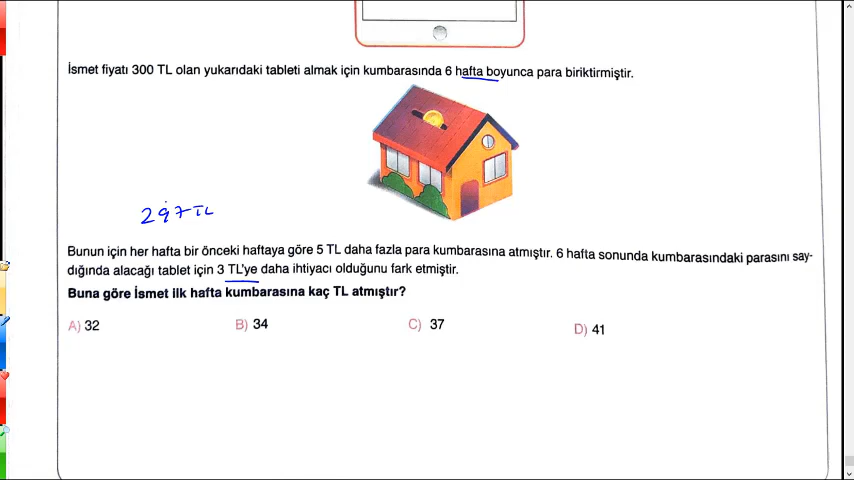 İsmet fiyatı 300 TL olan yukarıdaki tableti almak için kumbarasında 6 hafta boyunca para biriktirmiştir.
297 TL
Bunun için her hafta bir önceki haftaya göre 5 TL daha fazla para kumbarasına atmıştır. 6 hafta sonunda kumbarasındaki parasını say-
dığında alacağı tablet için 3 TL'ye daha ihtiyacı olduğunu fark etmiştir.
Buna göre İsmet ilk hafta kumbarasına kaç TL atmıştır?
A) 32 B) 34 C) 37 D) 41